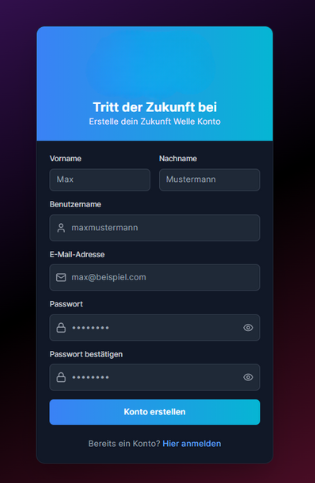 Tritt der Zukunft bei
Erstelle dein Zukunft Welle Konto
Vorname Nachname
Max Mustermann
Benutzername
maxmustermann
E-Mail-Adresse
max@beispiel.com
Passwort
••••••••
Passwort bestätigen
••••••••
Konto erstellen
Bereits ein Konto? Hier anmelden